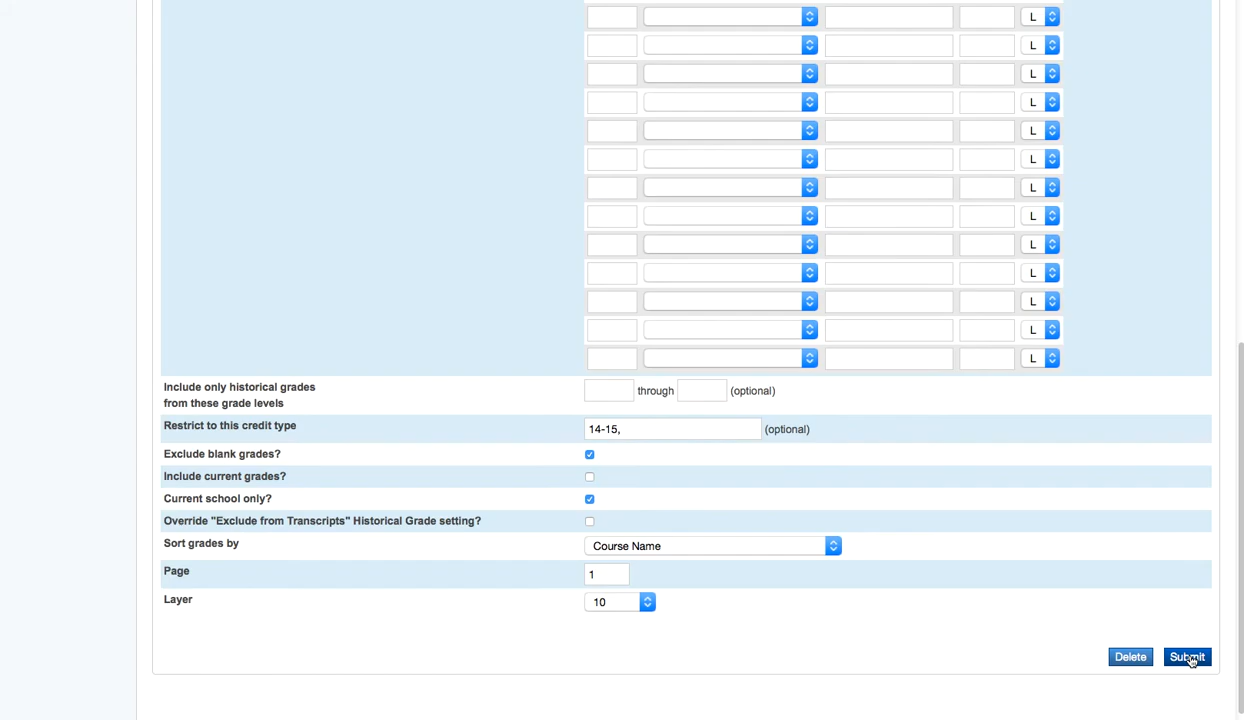 L
L
L
L
L
L
L
L
L
L
L
L
L
Include only historical grades
from these grade levels
through (optional)
Restrict to this credit type 14-15, (optional)
Exclude blank grades?
Include current grades?
Current school only?
Override "Exclude from Transcripts" Historical Grade setting?
Sort grades by Course Name
Page 1
Layer 10
Delete Submit